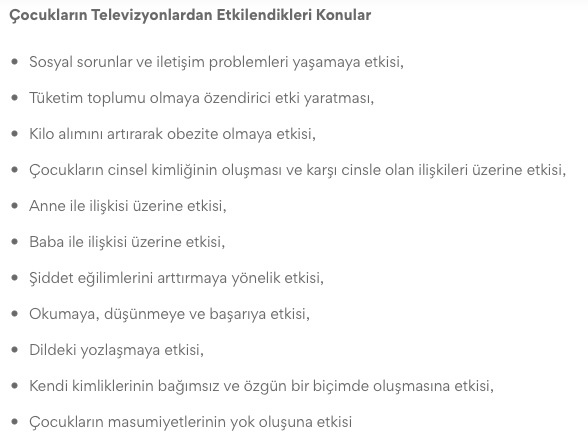 Çocukların Televizyonlardan Etkilendikleri Konular
• Sosyal sorunlar ve iletişim problemleri yaşamaya etkisi,
• Tüketim toplumu olmaya özendirici etki yaratması,
• Kilo alımını artırarak obezite olmaya etkisi,
• Çocukların cinsel kimliğinin oluşması ve karşı cinsle olan ilişkileri üzerine etkisi,
• Anne ile ilişkisi üzerine etkisi,
• Baba ile ilişkisi üzerine etkisi,
• Şiddet eğilimlerini arttırmaya yönelik etkisi,
• Okumaya, düşünmeye ve başarıya etkisi,
• Dildeki yozlaşmaya etkisi,
• Kendi kimliklerinin bağımsız ve özgün bir biçimde oluşmasına etkisi,
• Çocukların masumiyetlerinin yok oluşuna etkisi